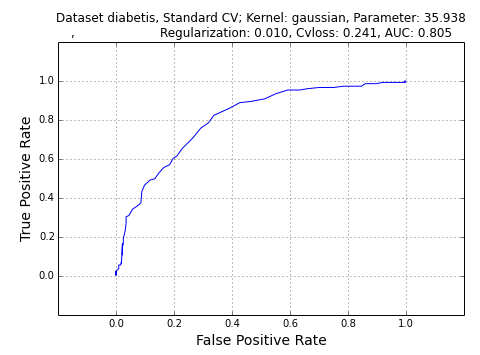 Dataset diabetis, Standard CV; Kernel: gaussian, Parameter: 35.938
, Regularization: 0.010, Cvloss: 0.241, AUC: 0.805
True Positive Rate
1.0
0.8
0.6
0.4
0.2
0.0
0.0 0.2 0.4 0.6 0.8 1.0
False Positive Rate